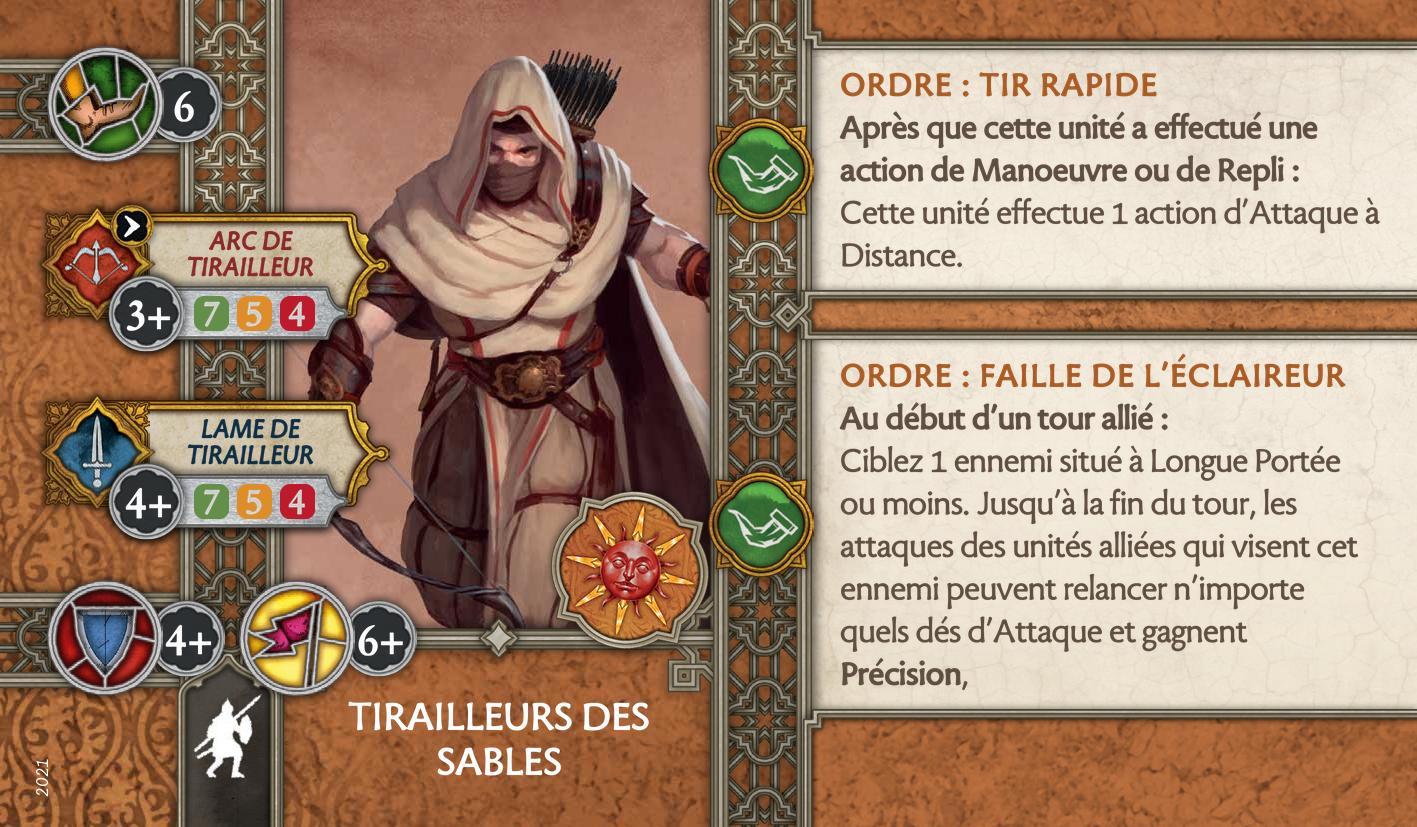 6
ARC DE
TIRAILLEUR
3+
7 5 4
LAME DE
TIRAILLEUR
4+
7 5 4
4+
6+
TIRAILLEURS DES
SABLES
2021
ORDRE : TIR RAPIDE
Après que cette unité a effectué une
action de Manoeuvre ou de Repli :
Cette unité effectue 1 action d'Attaque à
Distance.
ORDRE : FAILLE DE L'ÉCLAIREUR
Au début d'un tour allié :
Ciblez 1 ennemi situé à Longue Portée
ou moins. Jusqu'à la fin du tour, les
attaques des unités alliées qui visent cet
ennemi peuvent relancer n'importe
quels dés d'Attaque et gagnent
Précision,